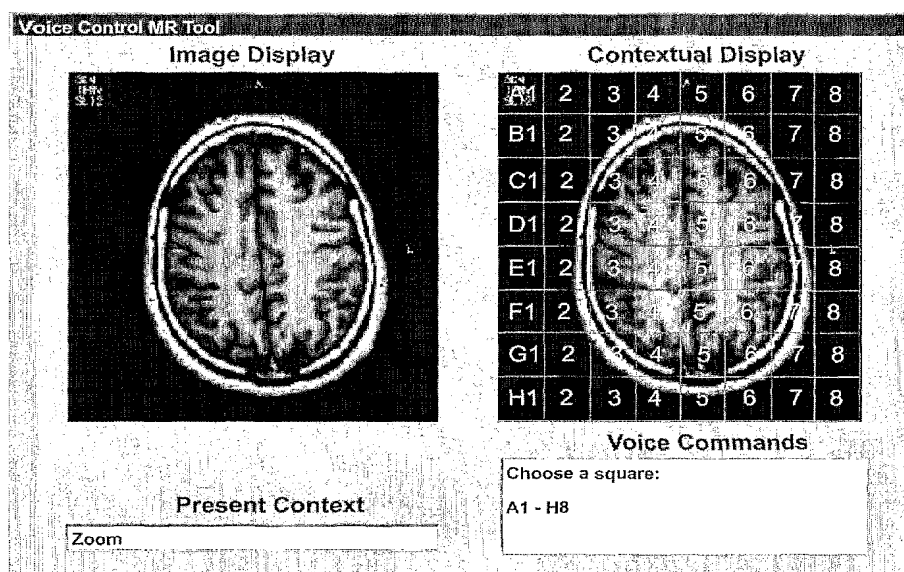 Voice Control MR Tool
Image Display
A
L
Contextual Display
A1 2 3 4 5 6 7 8
B1 2 3 4 5 6 7 8
C1 2 3 4 5 6 7 8
D1 2 3 4 5 6 7 8
E1 2 3 4 5 6 7 8
F1 2 3 4 5 6 7 8
G1 2 3 4 5 6 7 8
H1 2 3 4 5 6 7 8
Present Context
Zoom
Voice Commands
Choose a square:
A1 - H8